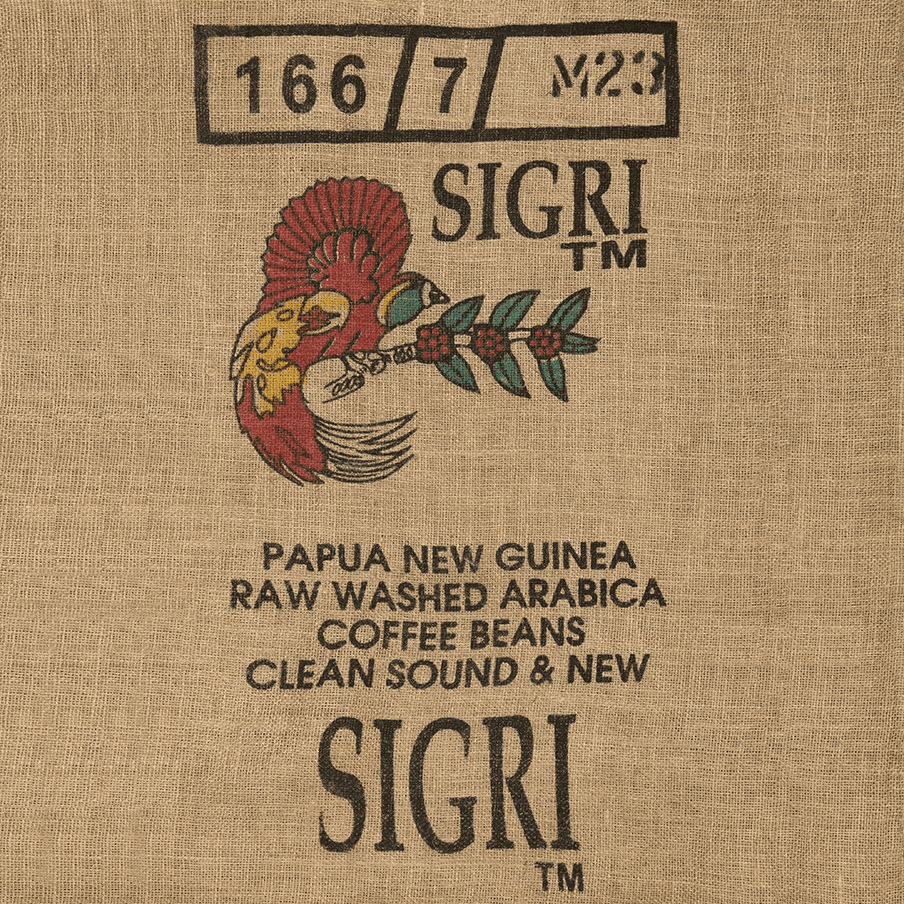 166 7 M23
SIGRI
TM
PAPUA NEW GUINEA
RAW WASHED ARABICA
COFFEE BEANS
CLEAN SOUND & NEW
SIGRI
TM